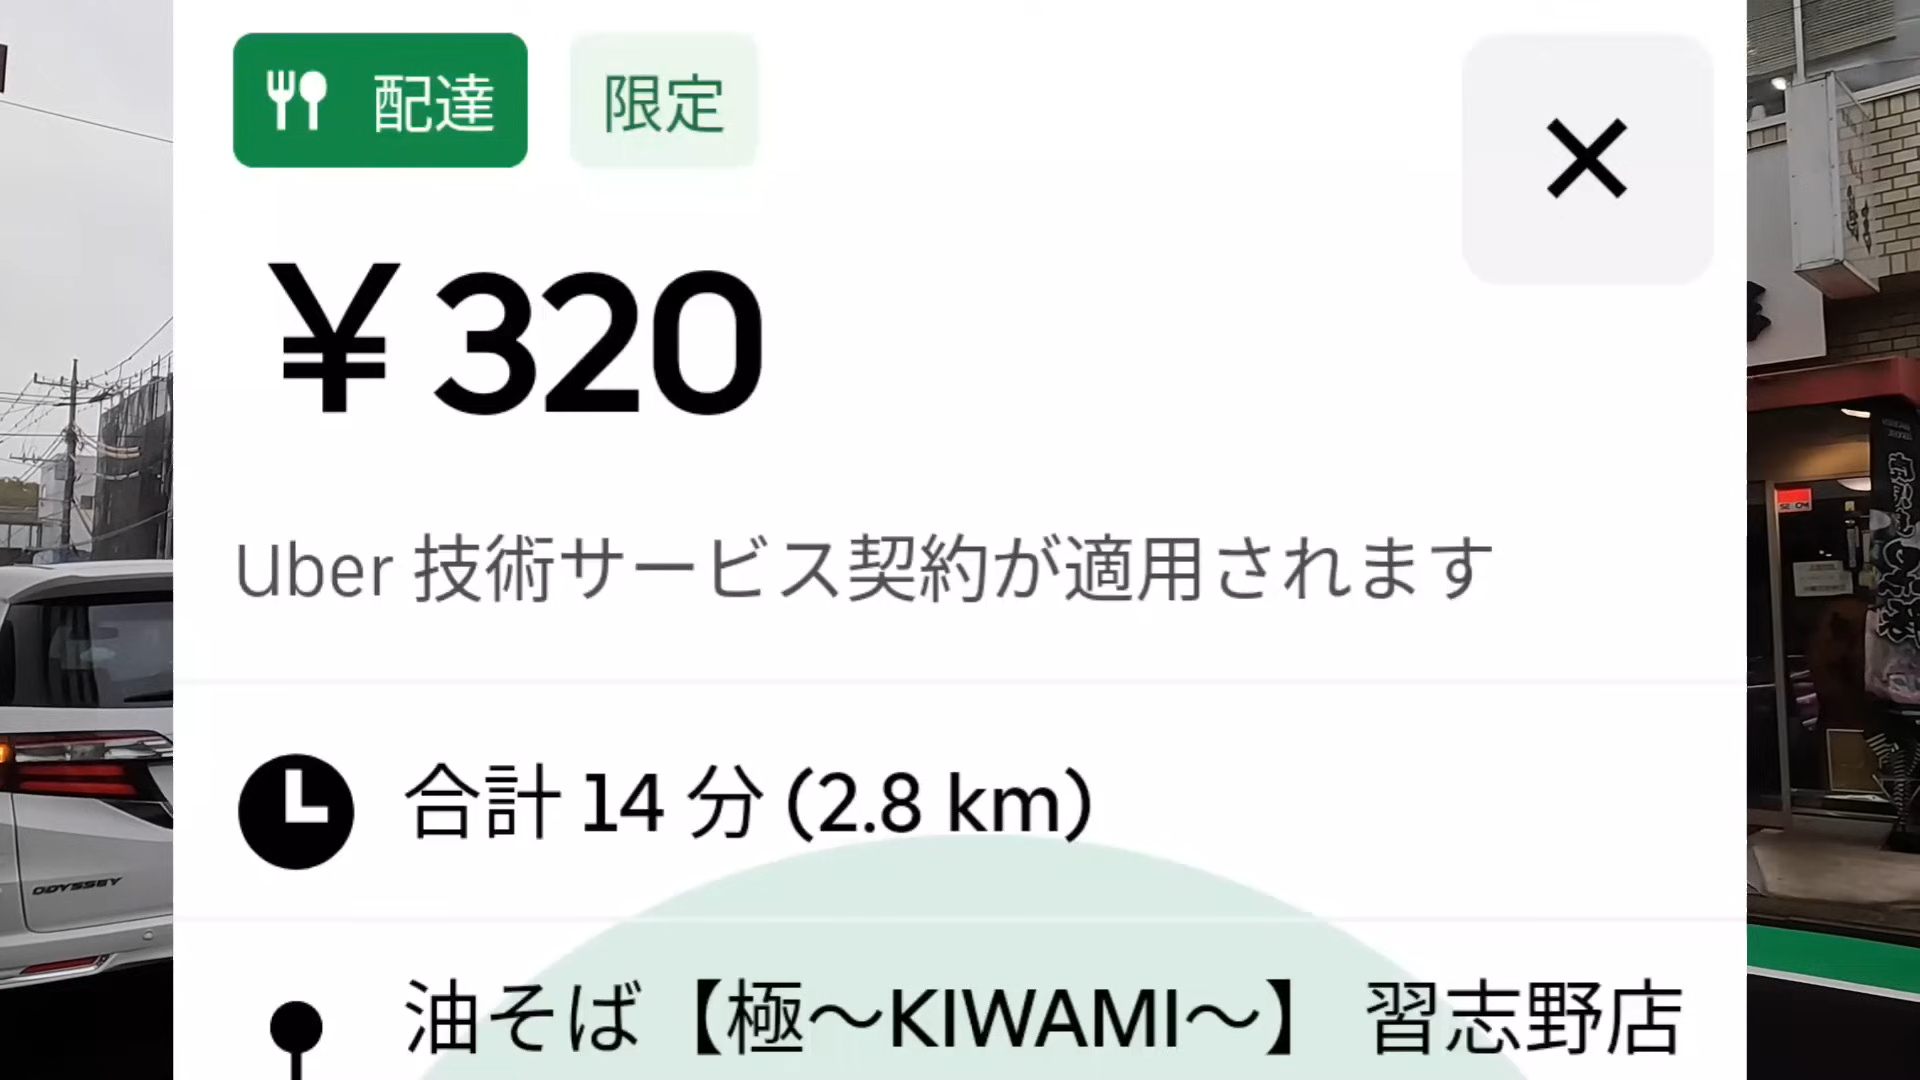 配達 限定
￥320
Uber 技術サービス契約が適用されます
合計 14 分 (2.8 km)
油そば【極〜KIWAMI〜】 習志野店
ODYSSEY